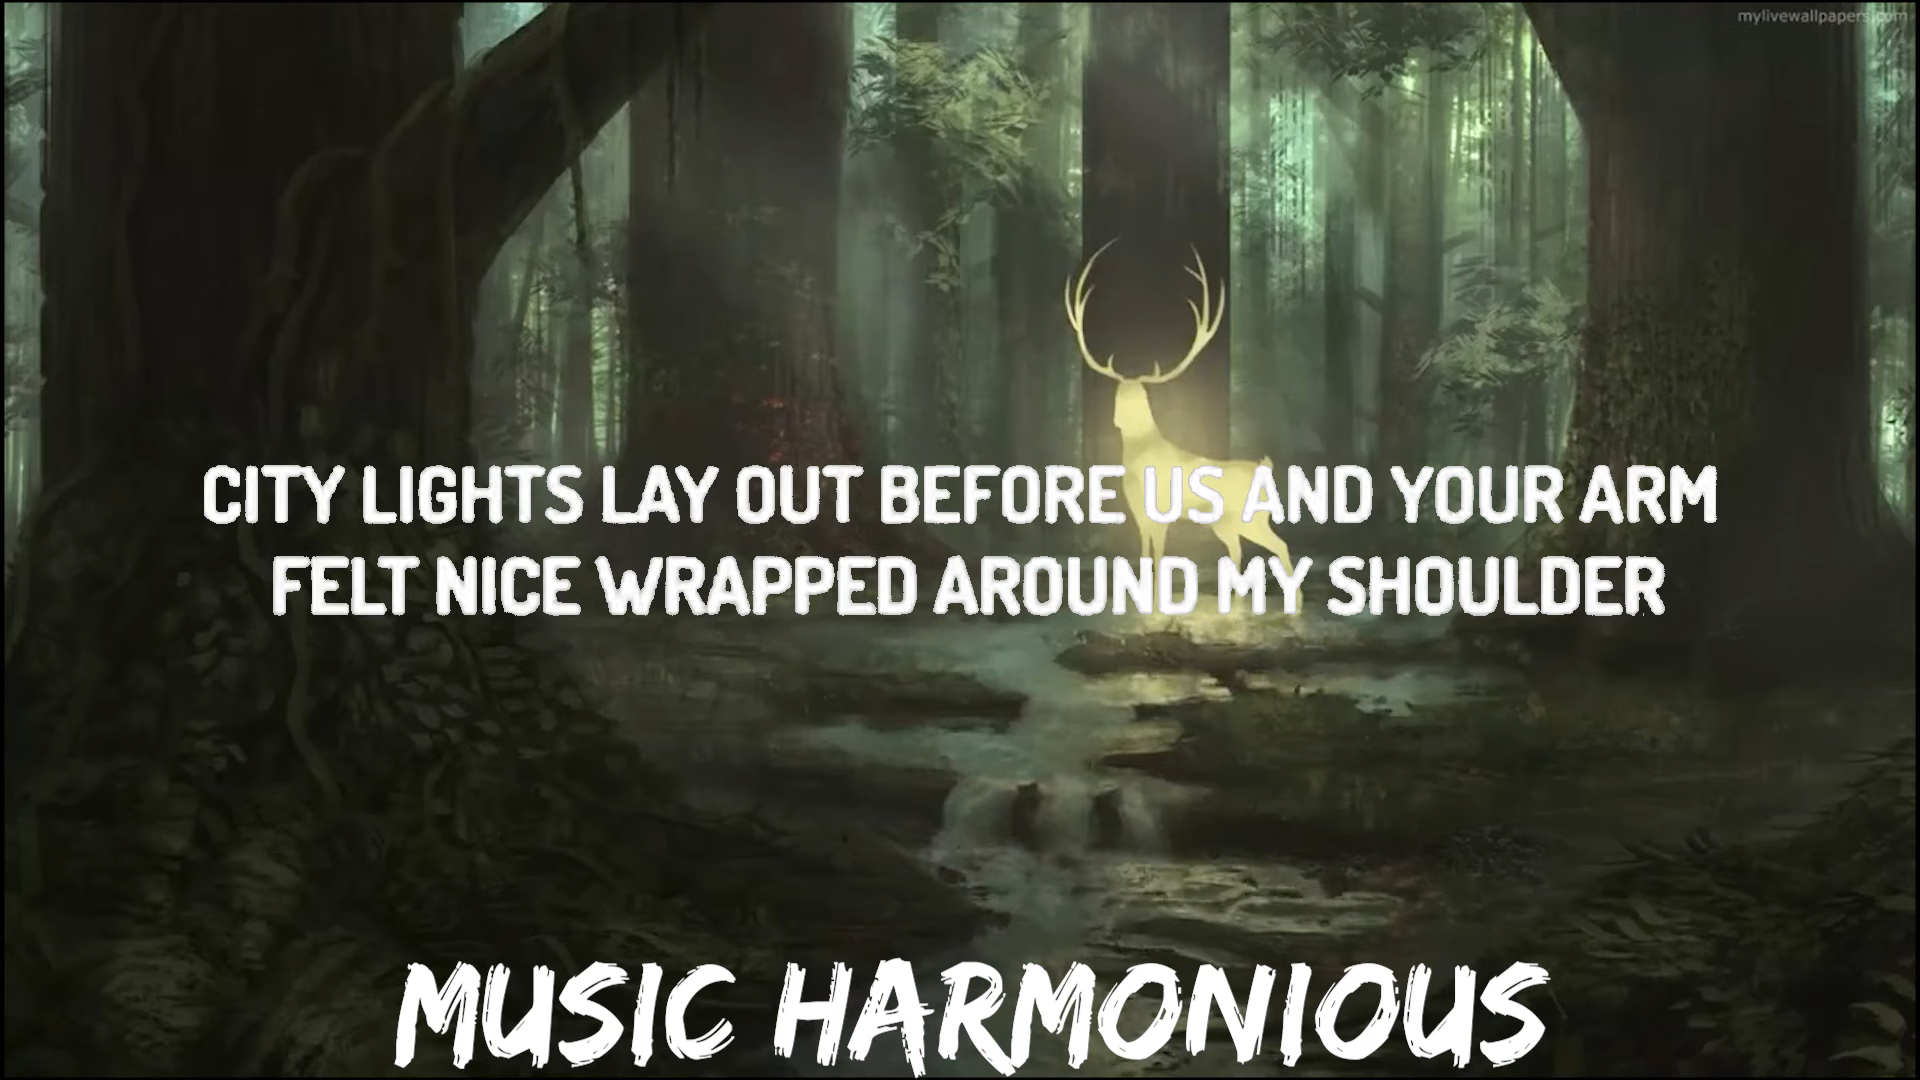 mylivewallpapers.com
CITY LIGHTS LAY OUT BEFORE US AND YOUR ARM
FELT NICE WRAPPED AROUND MY SHOULDER
MUSIC HARMONIOUS